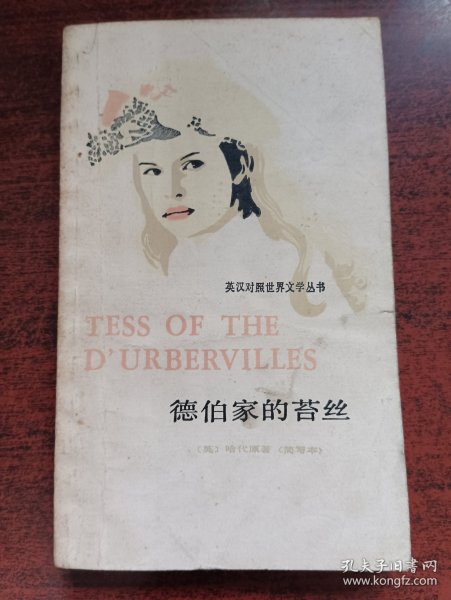 英汉对照世界文学丛书
TESS OF THE
D'URBERVILLES
德伯家的苔丝
〔英〕哈代原著（简写本）
孔夫子旧书网
www.kongfz.com